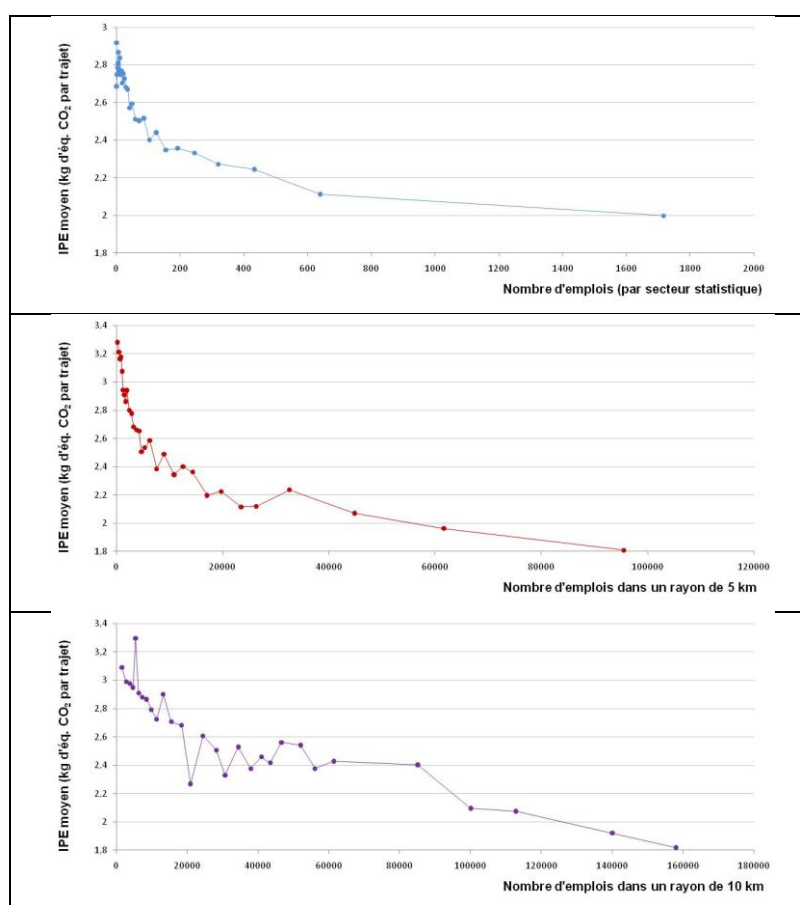 IPE moyen (kg d'éq. CO₂ par trajet)
3
2,8
2,6
2,4
2,2
2
1,8
0 200 400 600 800 1000 1200 1400 1600 1800 2000
Nombre d'emplois (par secteur statistique)
IPE moyen (kg d'éq. CO₂ par trajet)
3,4
3,2
3
2,8
2,6
2,4
2,2
2
1,8
0 20000 40000 60000 80000 100000 120000
Nombre d'emplois dans un rayon de 5 km
IPE moyen (kg d'éq. CO₂ par trajet)
3,4
3,2
3
2,8
2,6
2,4
2,2
2
1,8
0 20000 40000 60000 80000 100000 120000 140000 160000 180000
Nombre d'emplois dans un rayon de 10 km